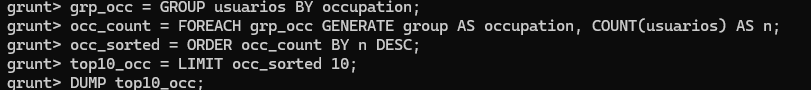 grunt> grp_occ = GROUP usuarios BY occupation;
grunt> occ_count = FOREACH grp_occ GENERATE group AS occupation, COUNT(usuarios) AS n;
grunt> occ_sorted = ORDER occ_count BY n DESC;
grunt> top10_occ = LIMIT occ_sorted 10;
grunt> DUMP top10_occ;